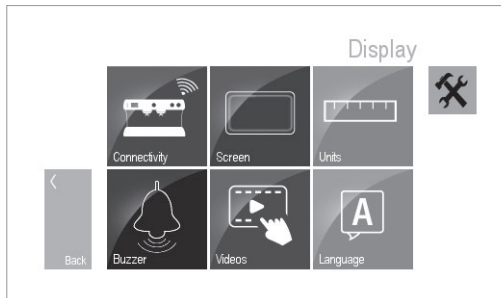 Display
Connectivity
Screen
Units
Back
Buzzer
Videos
A
Language